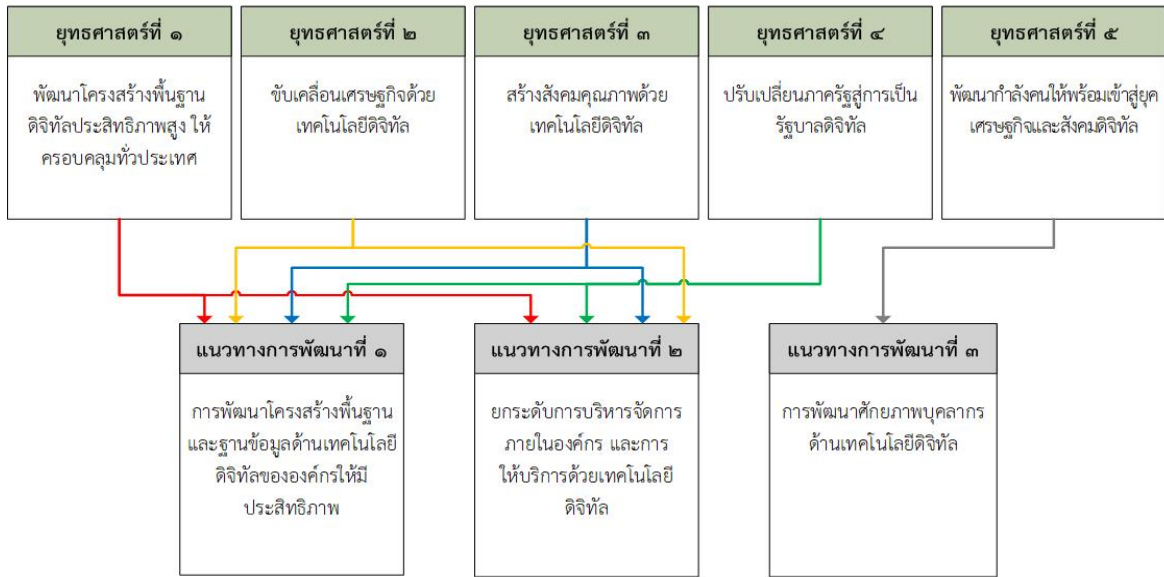 ยุทธศาสตร์ที่ ๑
พัฒนาโครงสร้างพื้นฐาน
ดิจิทัลประสิทธิภาพสูง ให้
ครอบคลุมทั่วประเทศ
ยุทธศาสตร์ที่ ๒
ขับเคลื่อนเศรษฐกิจด้วย
เทคโนโลยีดิจิทัล
ยุทธศาสตร์ที่ ๓
สร้างสังคมคุณภาพด้วย
เทคโนโลยีดิจิทัล
ยุทธศาสตร์ที่ ๔
ปรับเปลี่ยนภาครัฐสู่การเป็น
รัฐบาลดิจิทัล
ยุทธศาสตร์ที่ ๕
พัฒนากำลังคนให้พร้อมเข้าสู่ยุค
เศรษฐกิจและสังคมดิจิทัล
แนวทางการพัฒนาที่ ๑
การพัฒนาโครงสร้างพื้นฐาน
และฐานข้อมูลด้านเทคโนโลยี
ดิจิทัลขององค์กรให้มี
ประสิทธิภาพ
แนวทางการพัฒนาที่ ๒
ยกระดับการบริหารจัดการ
ภายในองค์กร และการ
ให้บริการด้วยเทคโนโลยี
ดิจิทัล
แนวทางการพัฒนาที่ ๓
การพัฒนาศักยภาพบุคลากร
ด้านเทคโนโลยีดิจิทัล